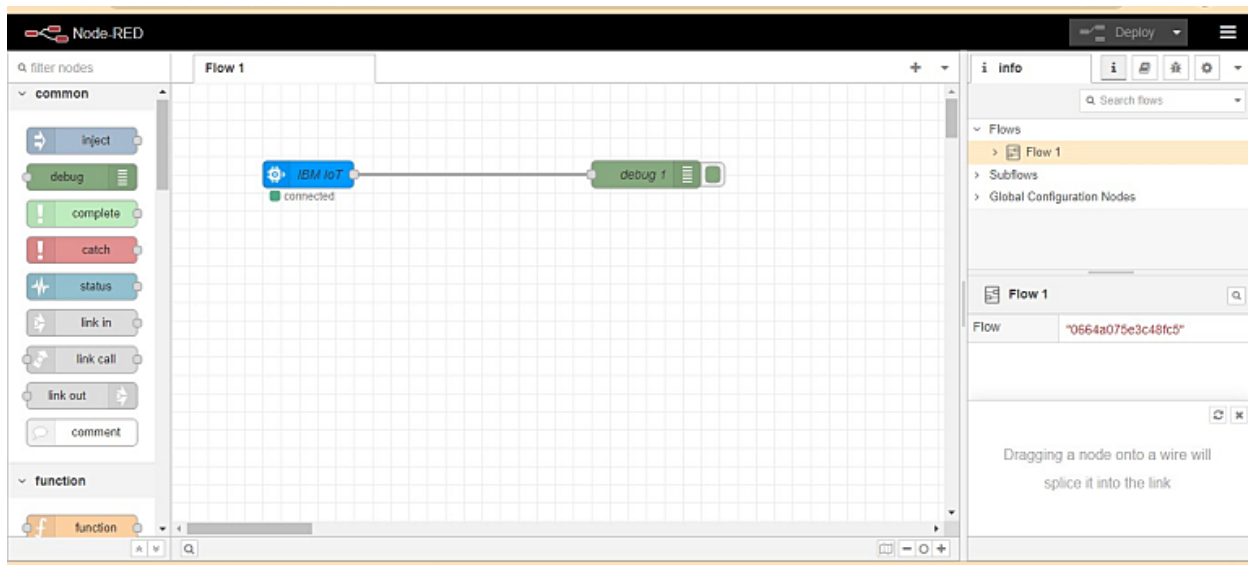 Node-RED
Deploy
filter nodes
Flow 1
i info
i
common
Search flows
inject
debug
complete
catch
status
link in
link call
link out
comment
function
function
IBM IoT
connected
debug 1
Flows
Flow 1
Subflows
Global Configuration Nodes
Flow 1
Flow "0664a075e3c48fc5"
Dragging a node onto a wire will
splice it into the link